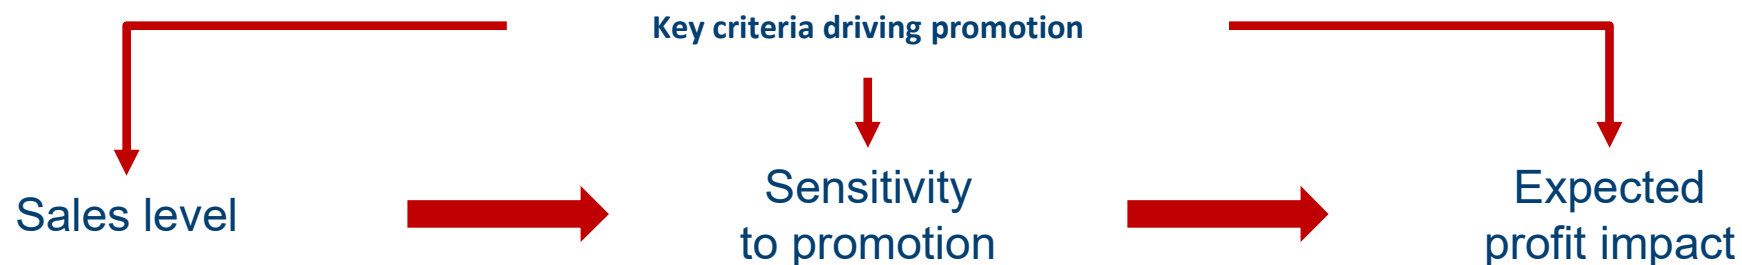 Key criteria driving promotion
Sales level
Sensitivity
to promotion
Expected
profit impact